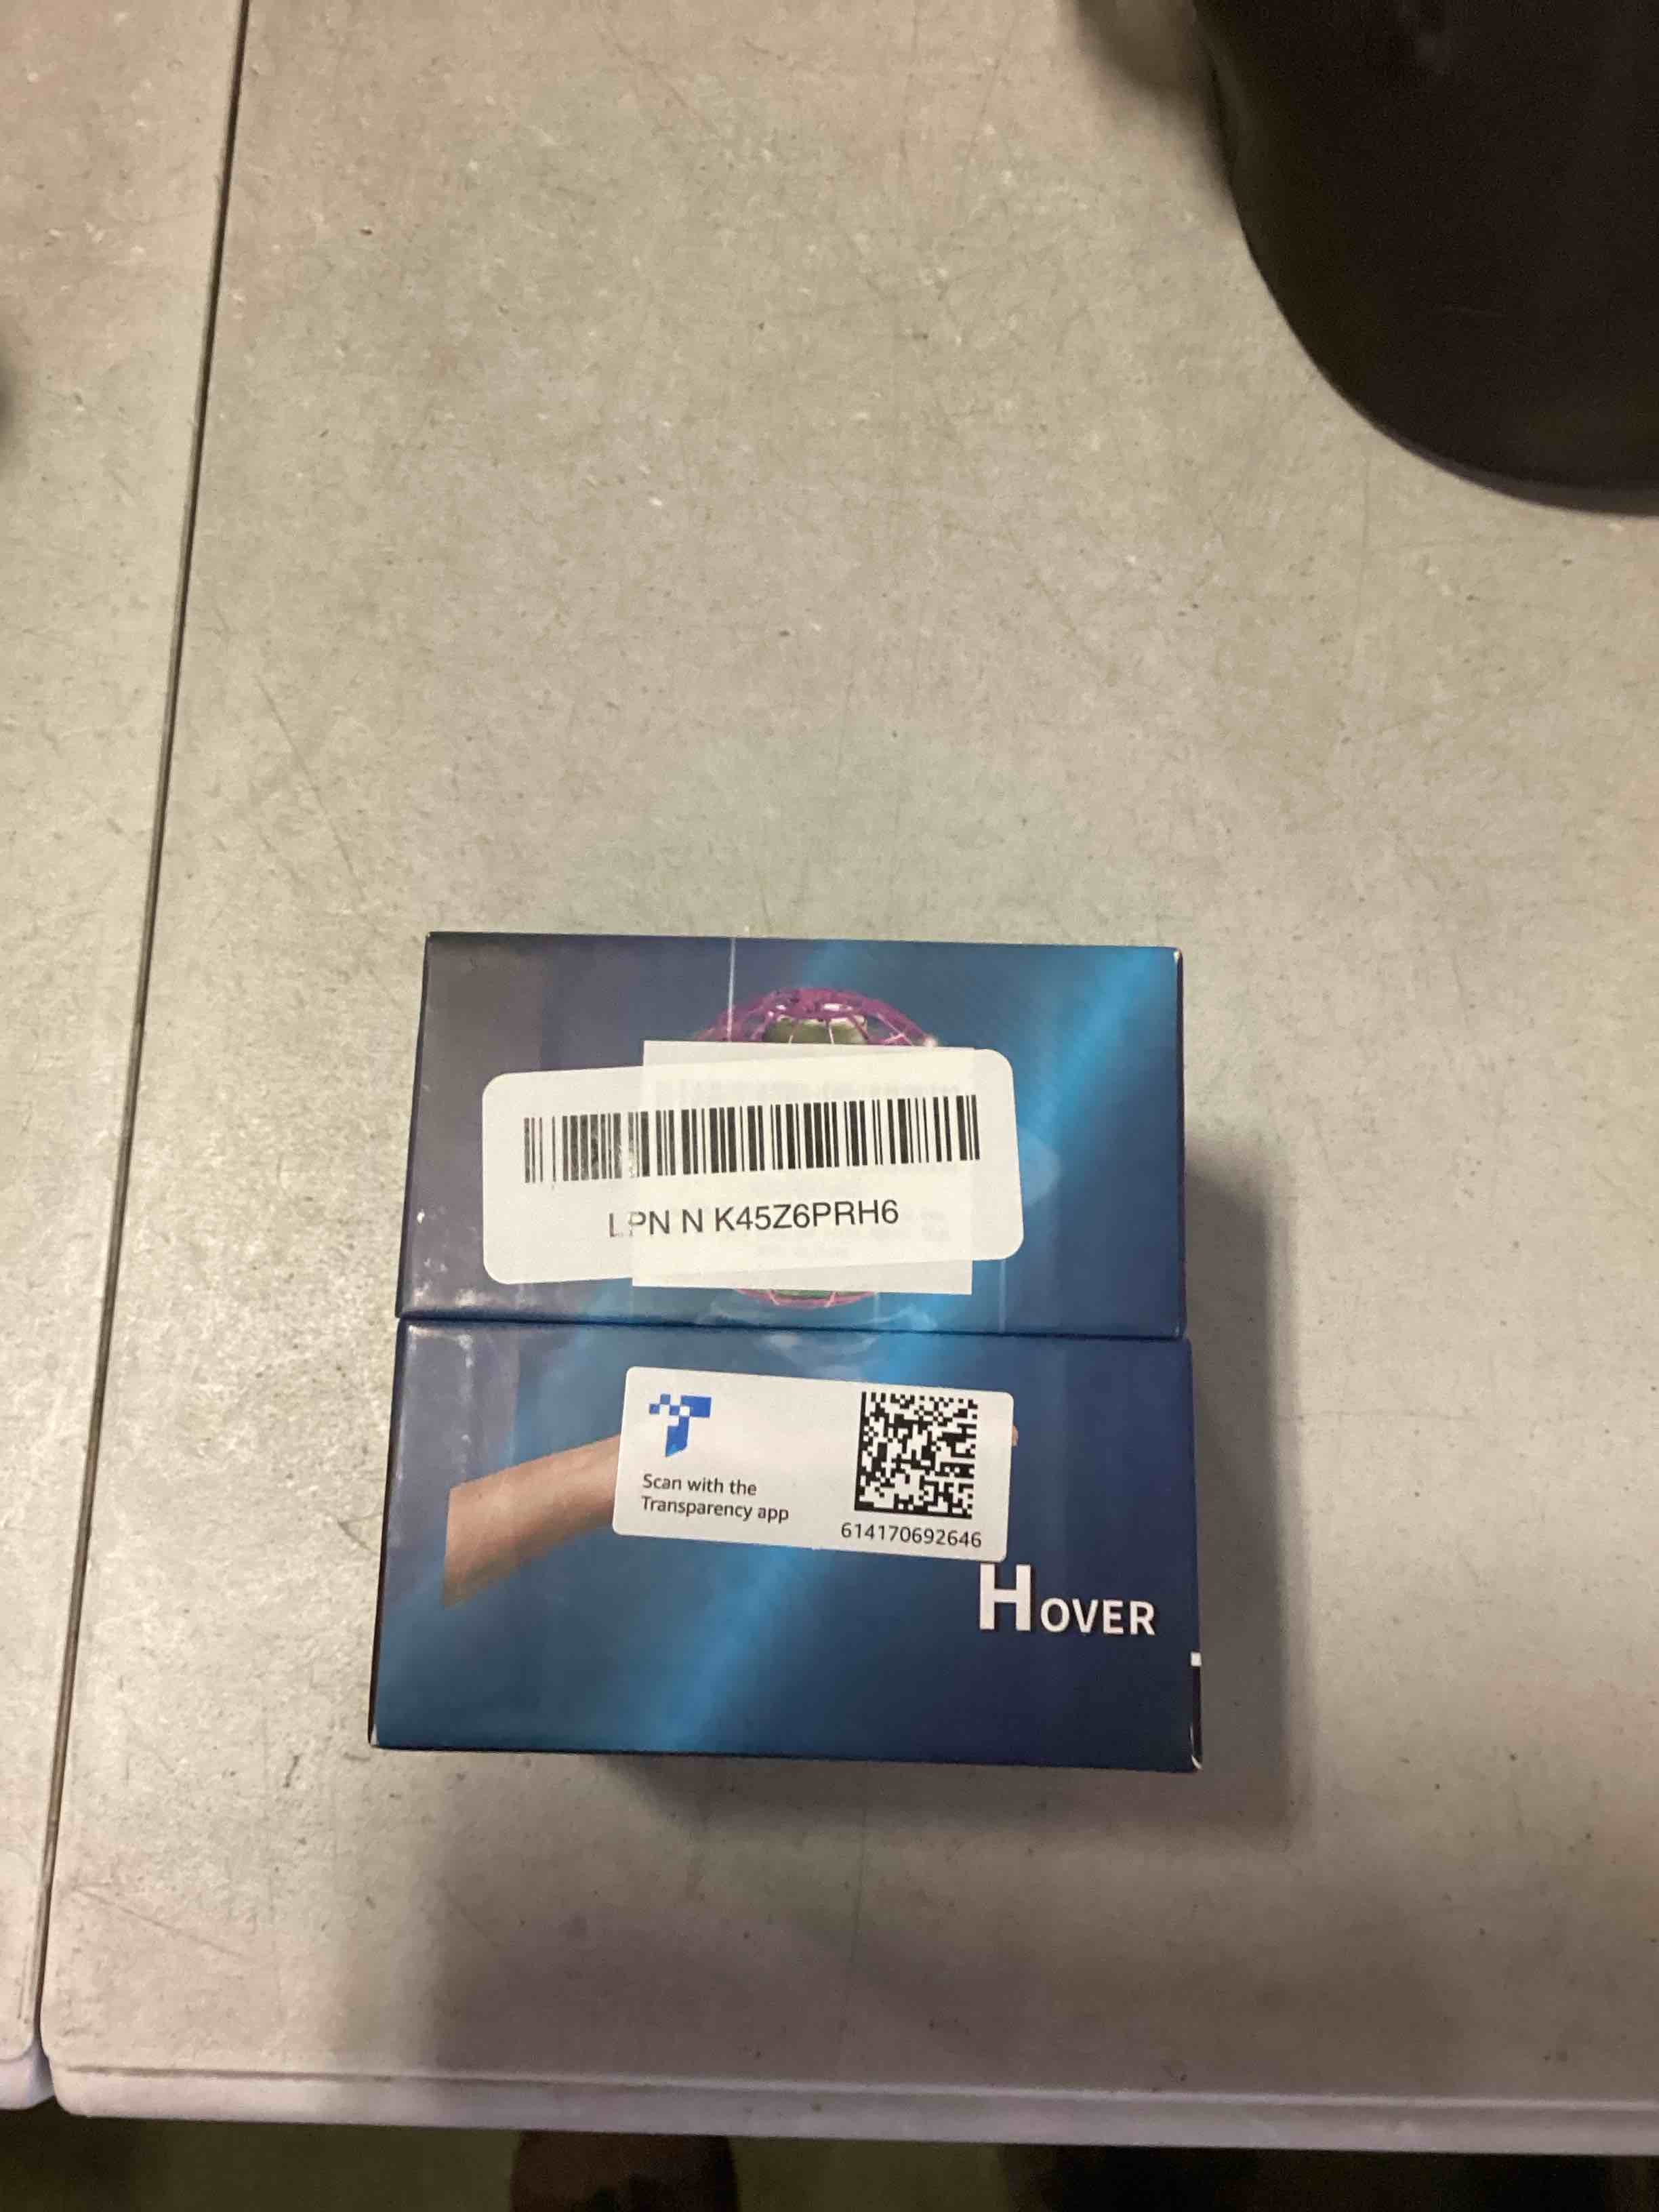 LPN N K45Z6PRH6
Scan with the
Transparency app
614170692646
HOVER